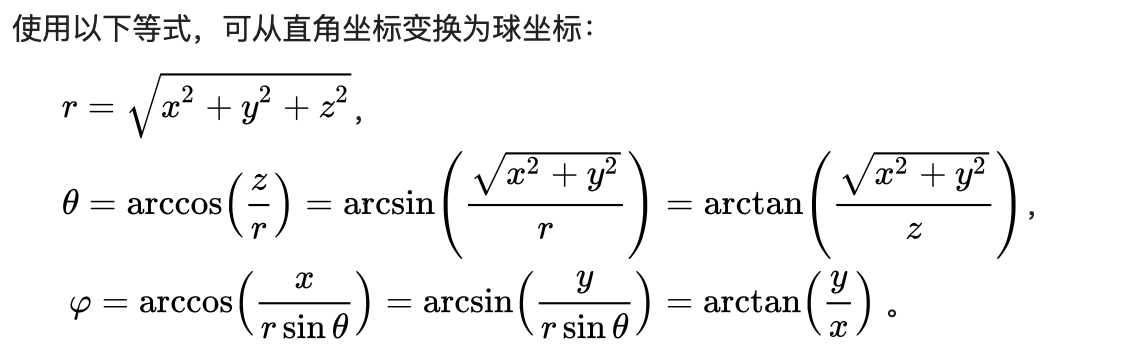 使用以下等式，可从直角坐标变换为球坐标：
r = √(x² + y² + z²),
θ = arccos(z/r) = arcsin(√(x² + y²)/r) = arctan(√(x² + y²)/z),
φ = arccos(x/(r sin θ)) = arcsin(y/(r sin θ)) = arctan(y/x) 。